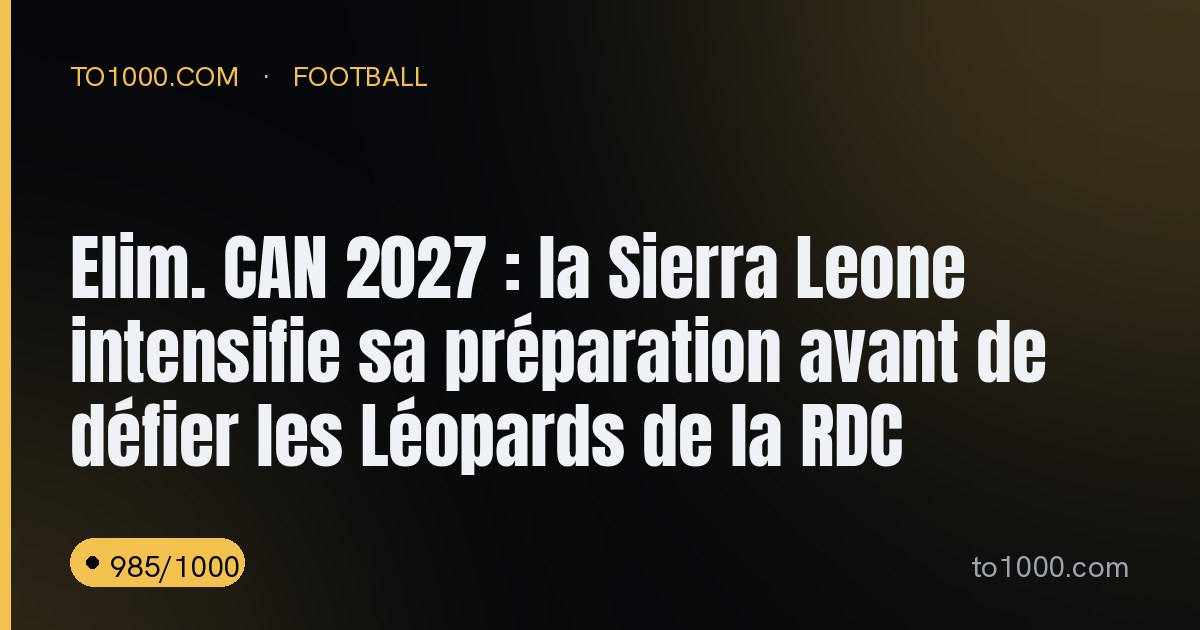 TO1000.COM · FOOTBALL
Elim. CAN 2027 : la Sierra Leone
intensifie sa préparation avant de
défier les Léopards de la RDC
985/1000
to1000.com